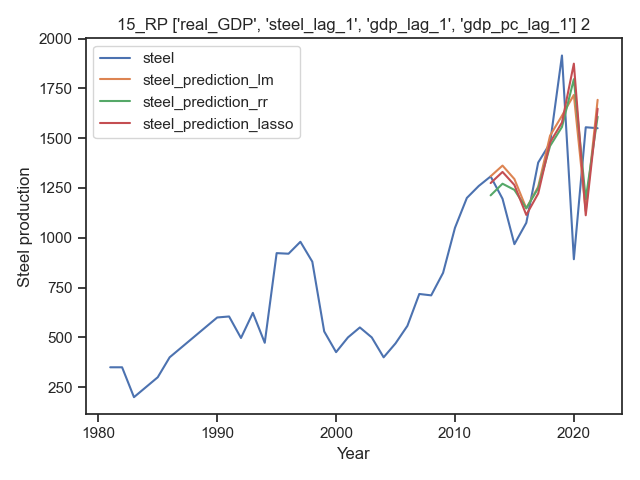 15_RP ['real_GDP', 'steel_lag_1', 'gdp_lag_1', 'gdp_pc_lag_1'] 2
2000
1750
1500
1250
1000
750
500
250
Steel production
steel
steel_prediction_lm
steel_prediction_rr
steel_prediction_lasso
1980
1990
2000
2010
2020
Year